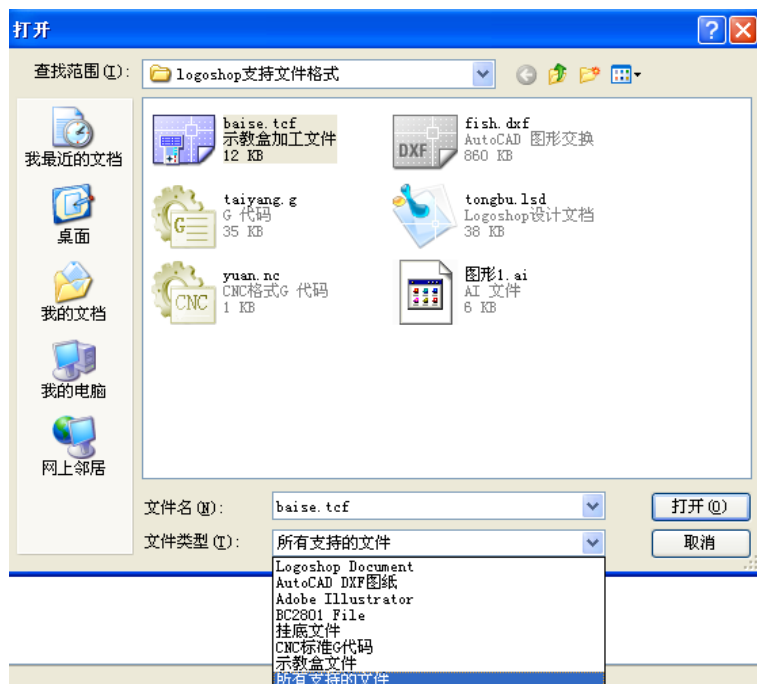 打开
查找范围(I):
logoshop支持文件格式
我最近的文档
桌面
我的文档
我的电脑
网上邻居
baise.tcf
示教盒加工文件
12 KB
fish.dxf
AutoCAD 图形交换
860 KB
DXF
taiyang.g
G 代码
35 KB
G
tongbu.lsd
Logoshop设计文档
38 KB
yuan.nc
CNC格式G 代码
1 KB
CNC
图形1.ai
AI 文件
6 KB
文件名(N):
baise.tcf
打开(O)
文件类型(T):
所有支持的文件
取消
Logoshop Document
AutoCAD DXF图纸
Adobe Illustrator
BC2801 File
挂底文件
CNC标准G代码
示教盒文件
所有支持的文件